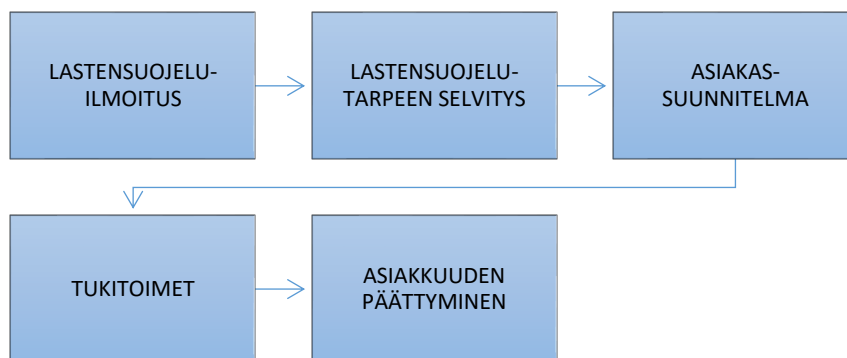 LASTENSUOJELU-
ILMOITUS
LASTENSUOJELU-
TARPEEN SELVITYS
ASIAKAS-
SUUNNITELMA
TUKITOIMET
ASIAKKUUDEN
PÄÄTTYMINEN